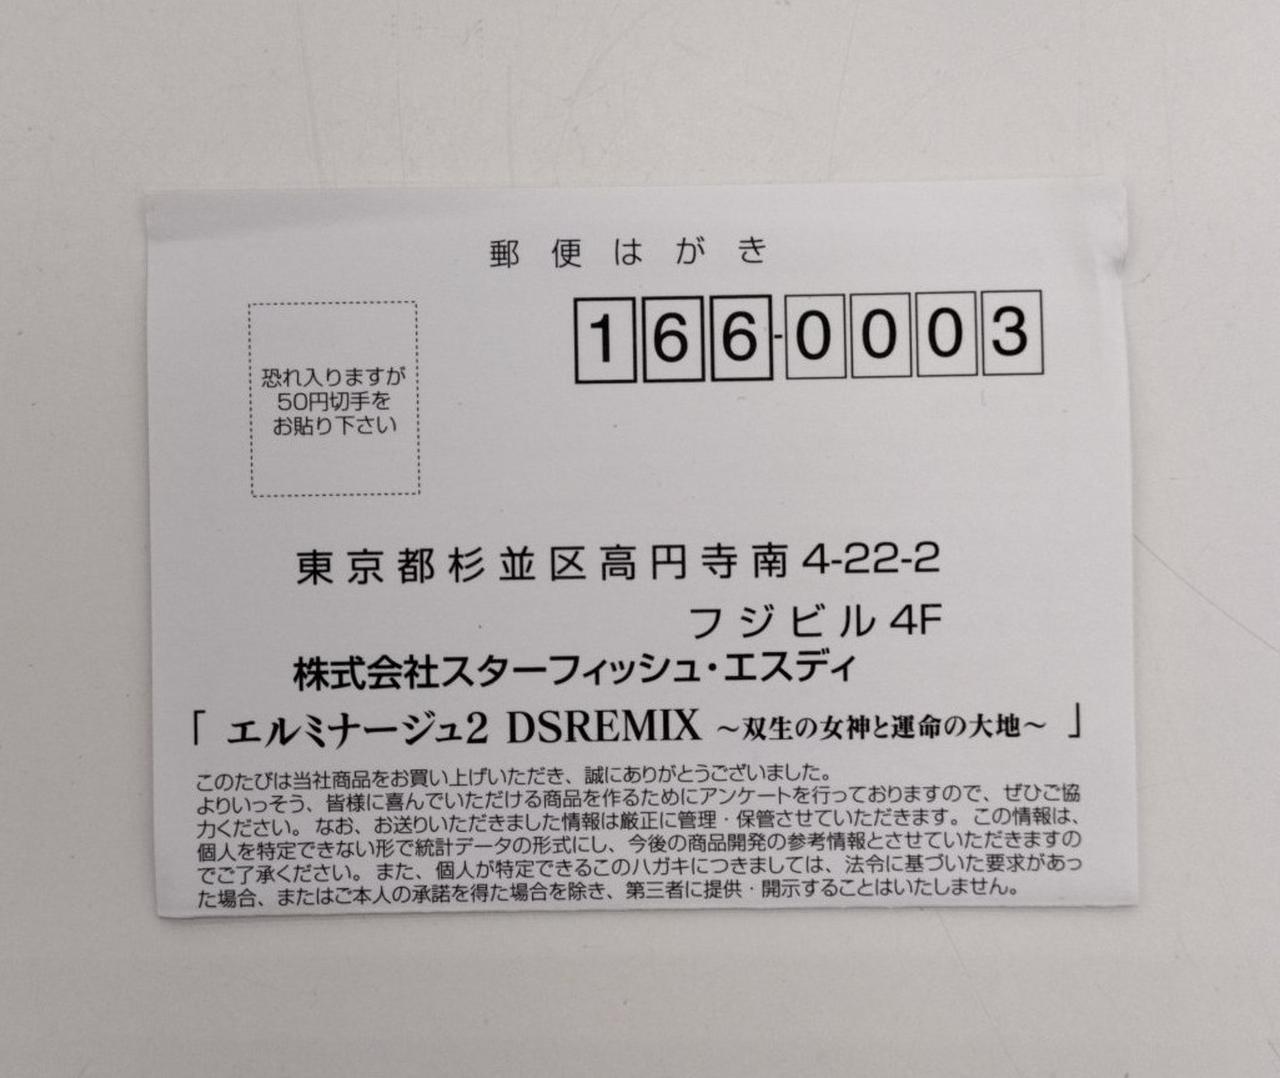 郵便はがき
166-0003
恐れ入りますが
50円切手を
お貼り下さい
東京都杉並区高円寺南4-22-2
フジビル4F
株式会社スターフィッシュ・エスディ
「エルミナージュ2 DSREMIX ～双生の女神と運命の大地～」
このたびは当社商品をお買い上げいただき、誠にありがとうございました。
よりいっそう、皆様に喜んでいただける商品を作るためにアンケートを行っておりますので、ぜひご協
力ください。なお、お送りいただきました情報は厳正に管理・保管させていただきます。この情報は、
個人を特定できない形で統計データの形式にし、今後の商品開発の参考情報とさせていただきますの
でご了承ください。また、個人が特定できるこのハガキにつきましては、法令に基づいた要求があっ
た場合、またはご本人の承諾を得た場合を除き、第三者に提供・開示することはいたしません。